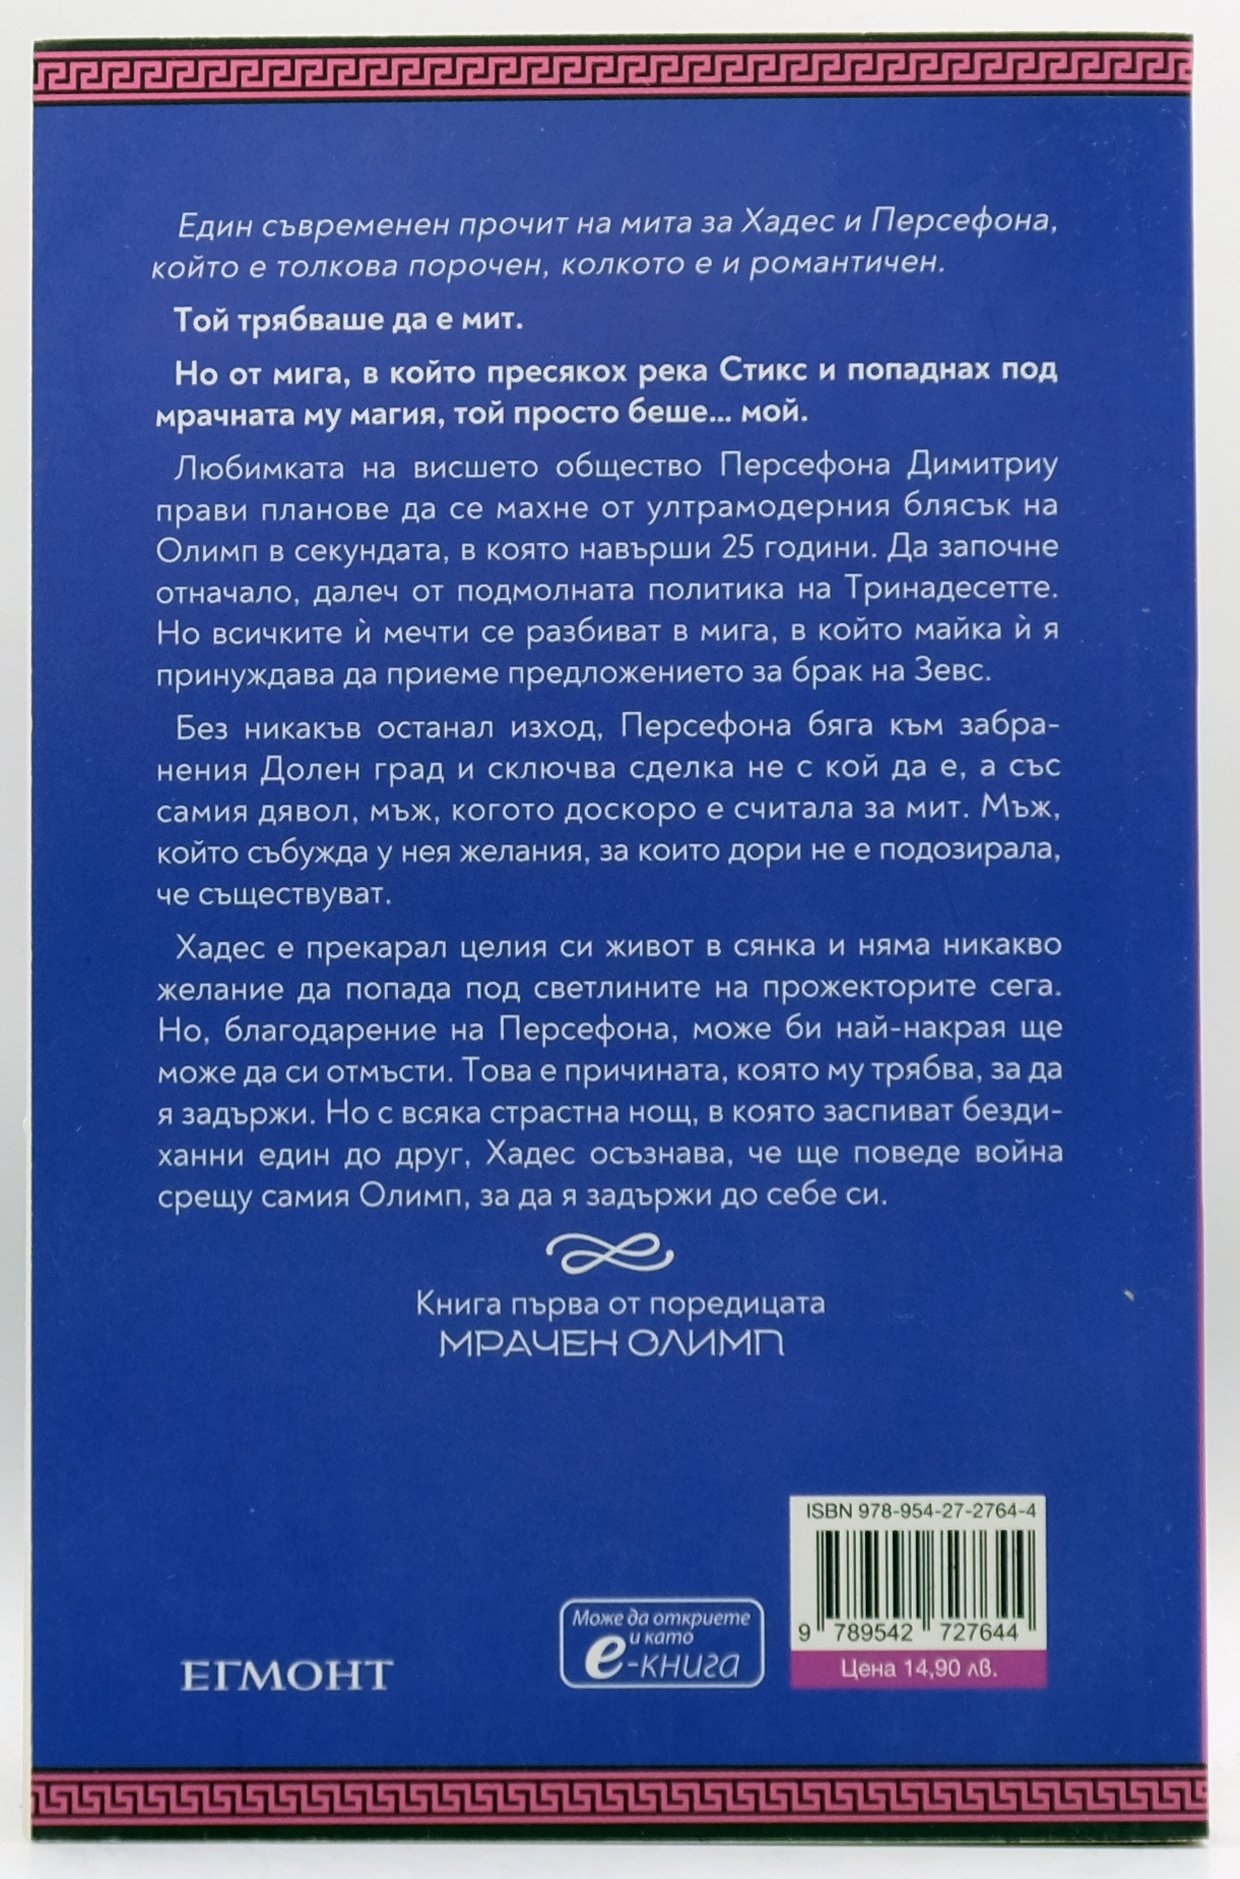 Един съвременен прочит на мита за Хадес и Персефона,
който е толкова порочен, колкото е и романтичен.
Той трябваше да е мит.
Но от мига, в който пресякох река Стикс и попаднах под
мрачната му магия, той просто беше... мой.
Любимката на висшето общество Персефона Димитриу
прави планове да се махне от ултрамодерния блясък на
Олимп в секундата, в която навърши 25 години. Да започне
отначало, далеч от подмолната политика на Тринадесетте.
Но всичките ѝ мечти се разбиват в мига, в който майка ѝ я
принуждава да приеме предложението за брак на Зевс.
Без никакъв останал изход, Персефона бяга към забра-
нения Долен град и сключва сделка не с кой да е, а със
самия дявол, мъж, когото доскоро е считала за мит. Мъж,
който събужда у нея желания, за които дори не е подозирала,
че съществуват.
Хадес е прекарал целия си живот в сянка и няма никакво
желание да попада под светлините на прожекторите сега.
Но, благодарение на Персефона, може би най-накрая ще
може да си отмъсти. Това е причината, която му трябва, за да
я задържи. Но с всяка страстна нощ, в която заспиват безди-
ханни един до друг, Хадес осъзнава, че ще поведе война
срещу самия Олимп, за да я задържи до себе си.
Книга първа от поредицата
МРАЧЕН ОЛИМП
ISBN 978-954-27-2764-4
9 789542 727644
Цена 14,90 лв.
Може да откриете
и като
е-книга
ЕГМОНТ